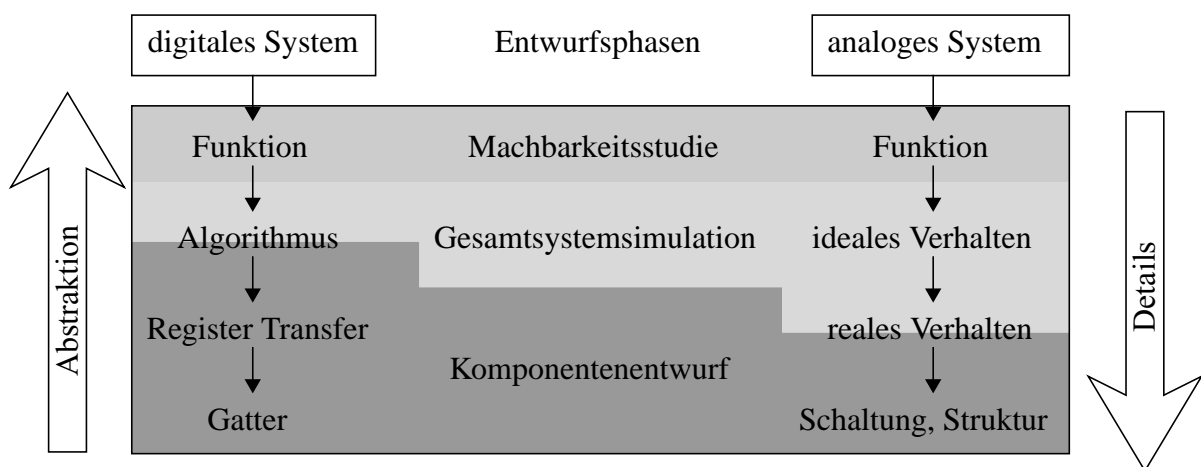 digitales System
Entwurfsphasen
analoges System
Funktion
Machbarkeitsstudie
Funktion
Algorithmus
Gesamtsystemsimulation
ideales Verhalten
Register Transfer
reales Verhalten
Komponentenentwurf
Gatter
Schaltung, Struktur
Abstraktion
Details